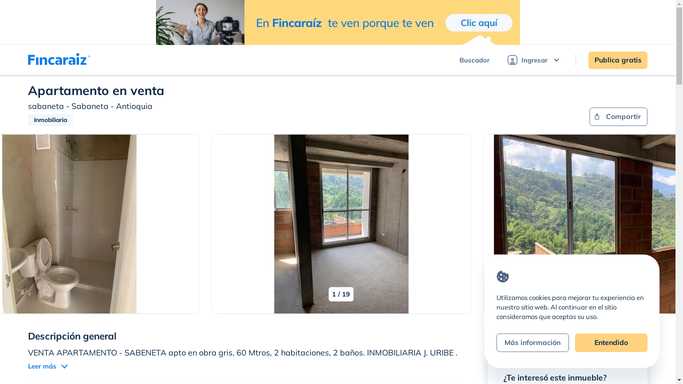 En Fincaraíz te ven porque te ven
Clic aquí
Fincaraiz
Buscador
Ingresar
Publica gratis
Apartamento en venta
sabaneta - Sabaneta - Antioquia
Inmobiliaria
Compartir
1 / 19
Utilizamos cookies para mejorar tu experiencia en
nuestro sitio web. Al continuar en el sitio
consideramos que aceptas su uso.
Más información
Entendido
Descripción general
VENTA APARTAMENTO - SABENETA apto en obra gris, 60 Mtros, 2 habitaciones, 2 baños. INMOBILIARIA J. URIBE .
Leer más
¿Te interesó este inmueble?